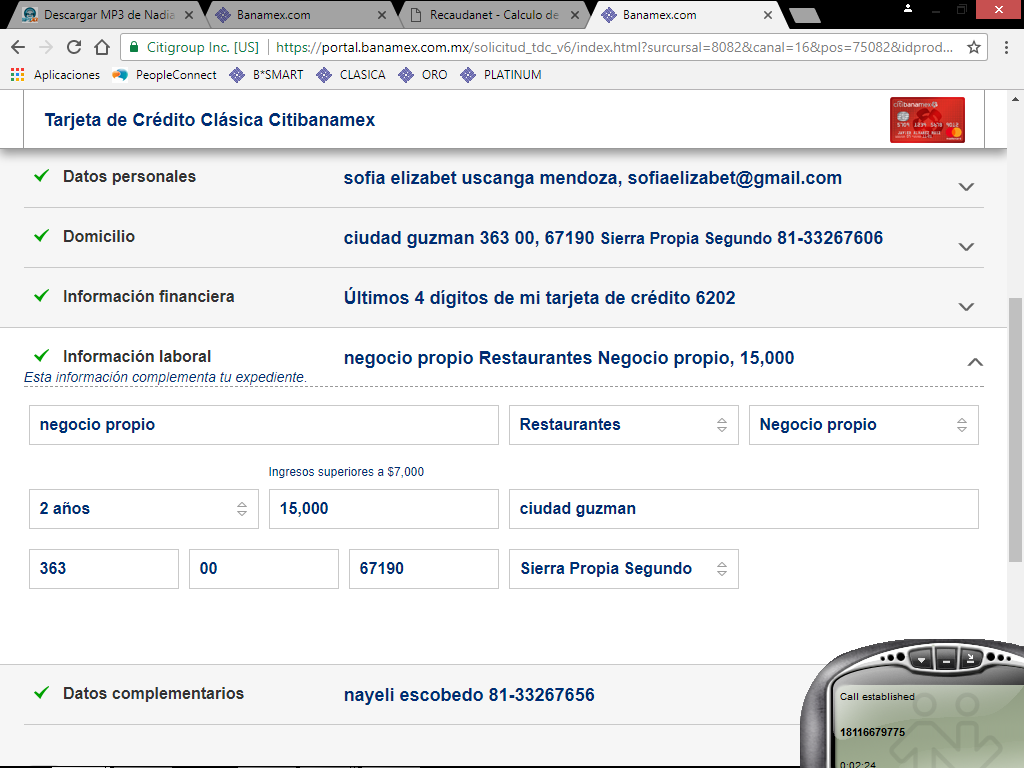 Descargar MP3 de Nadia
Banamex.com
Recaudanet - Calculo de
Banamex.com
Citigroup Inc. [US]
https://portal.banamex.com.mx/solicitud_tdc_v6/index.html?surcursal=8082&canal=16&pos=75082&idprod...
Aplicaciones
PeopleConnect
B*SMART
CLASICA
ORO
PLATINUM
Tarjeta de Crédito Clásica Citibanamex
citibanamex
Datos personales
sofia elizabet uscanga mendoza, sofiaelizabet@gmail.com
Domicilio
ciudad guzman 363 00, 67190 Sierra Propia Segundo 81-33267606
Información financiera
Últimos 4 dígitos de mi tarjeta de crédito 6202
Información laboral
negocio propio Restaurantes Negocio propio, 15,000
Esta información complementa tu expediente.
negocio propio
Restaurantes
Negocio propio
Ingresos superiores a $7,000
2 años
15,000
ciudad guzman
363
00
67190
Sierra Propia Segundo
Datos complementarios
nayeli escobedo 81-33267656
Call established
18116679775
0:02:24